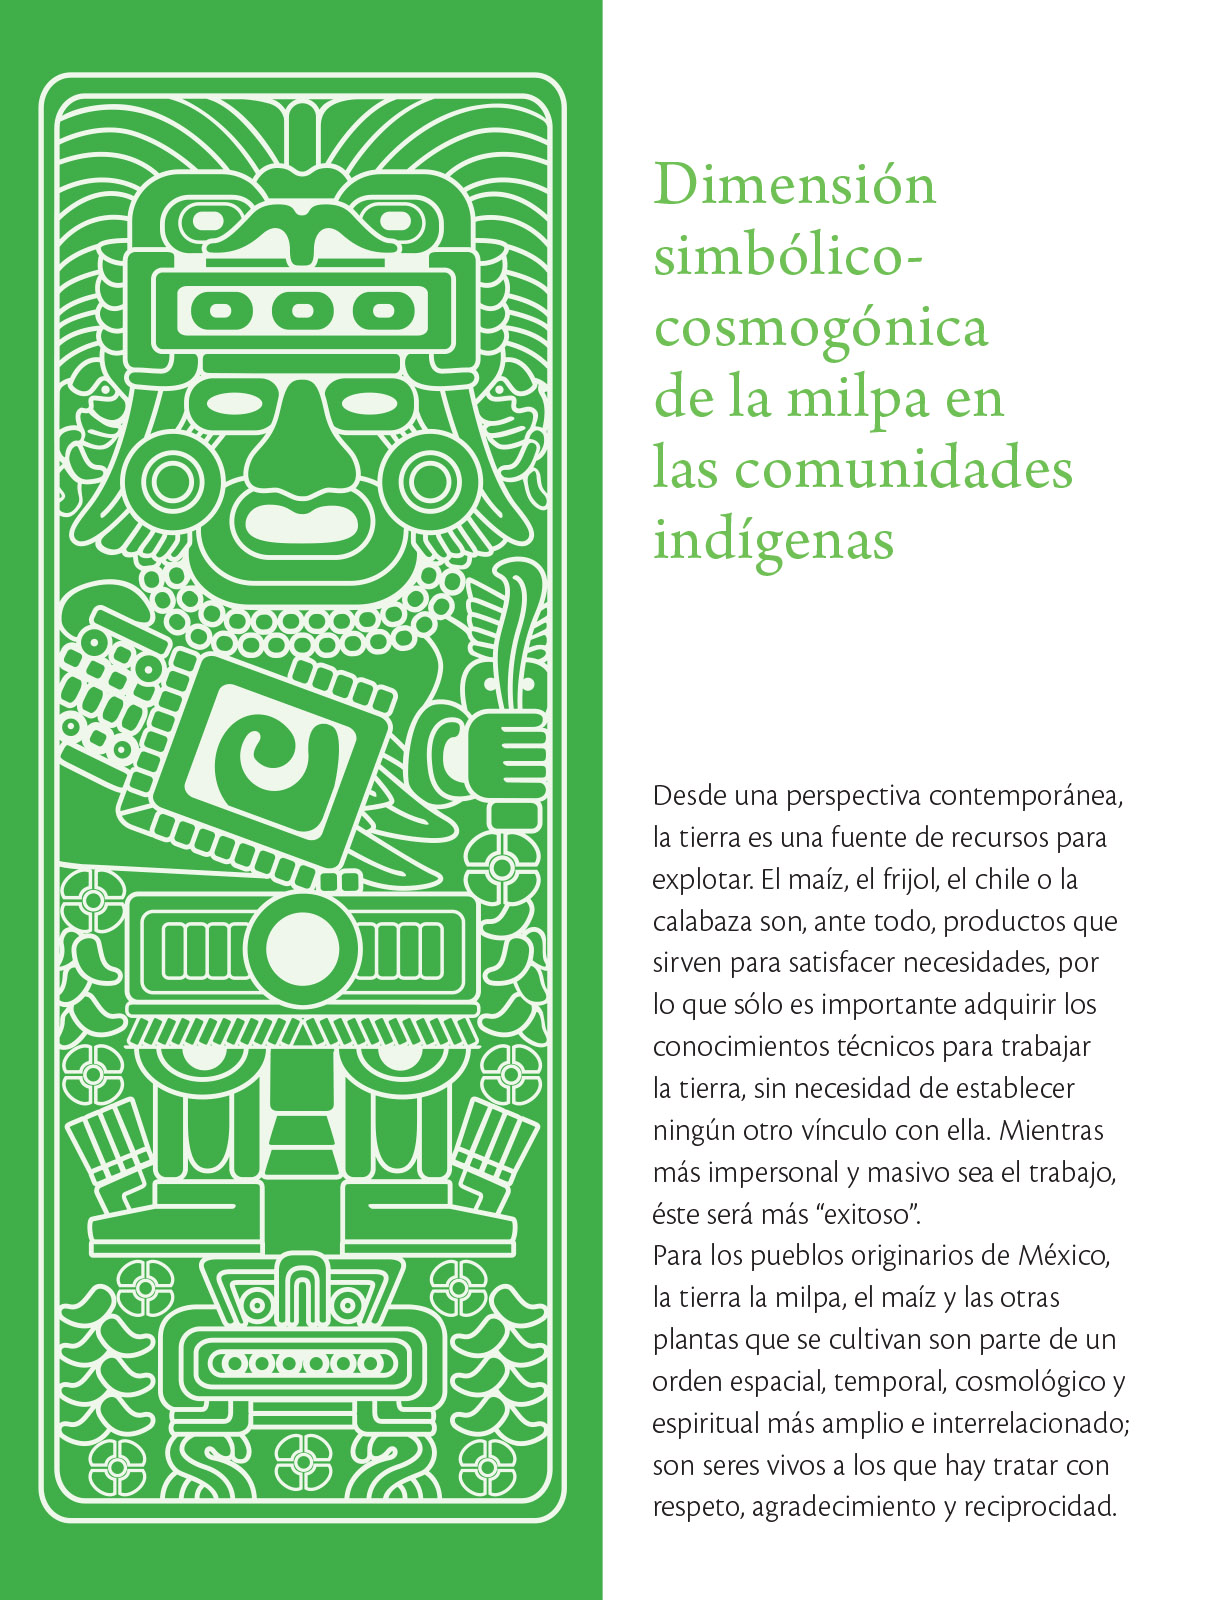 Dimensión
simbólico-
cosmogónica
de la milpa en
las comunidades
indígenas
Desde una perspectiva contemporánea,
la tierra es una fuente de recursos para
explotar. El maíz, el frijol, el chile o la
calabaza son, ante todo, productos que
sirven para satisfacer necesidades, por
lo que sólo es importante adquirir los
conocimientos técnicos para trabajar
la tierra, sin necesidad de establecer
ningún otro vínculo con ella. Mientras
más impersonal y masivo sea el trabajo,
éste será más “exitoso”.
Para los pueblos originarios de México,
la tierra la milpa, el maíz y las otras
plantas que se cultivan son parte de un
orden espacial, temporal, cosmológico y
espiritual más amplio e interrelacionado;
son seres vivos a los que hay tratar con
respeto, agradecimiento y reciprocidad.